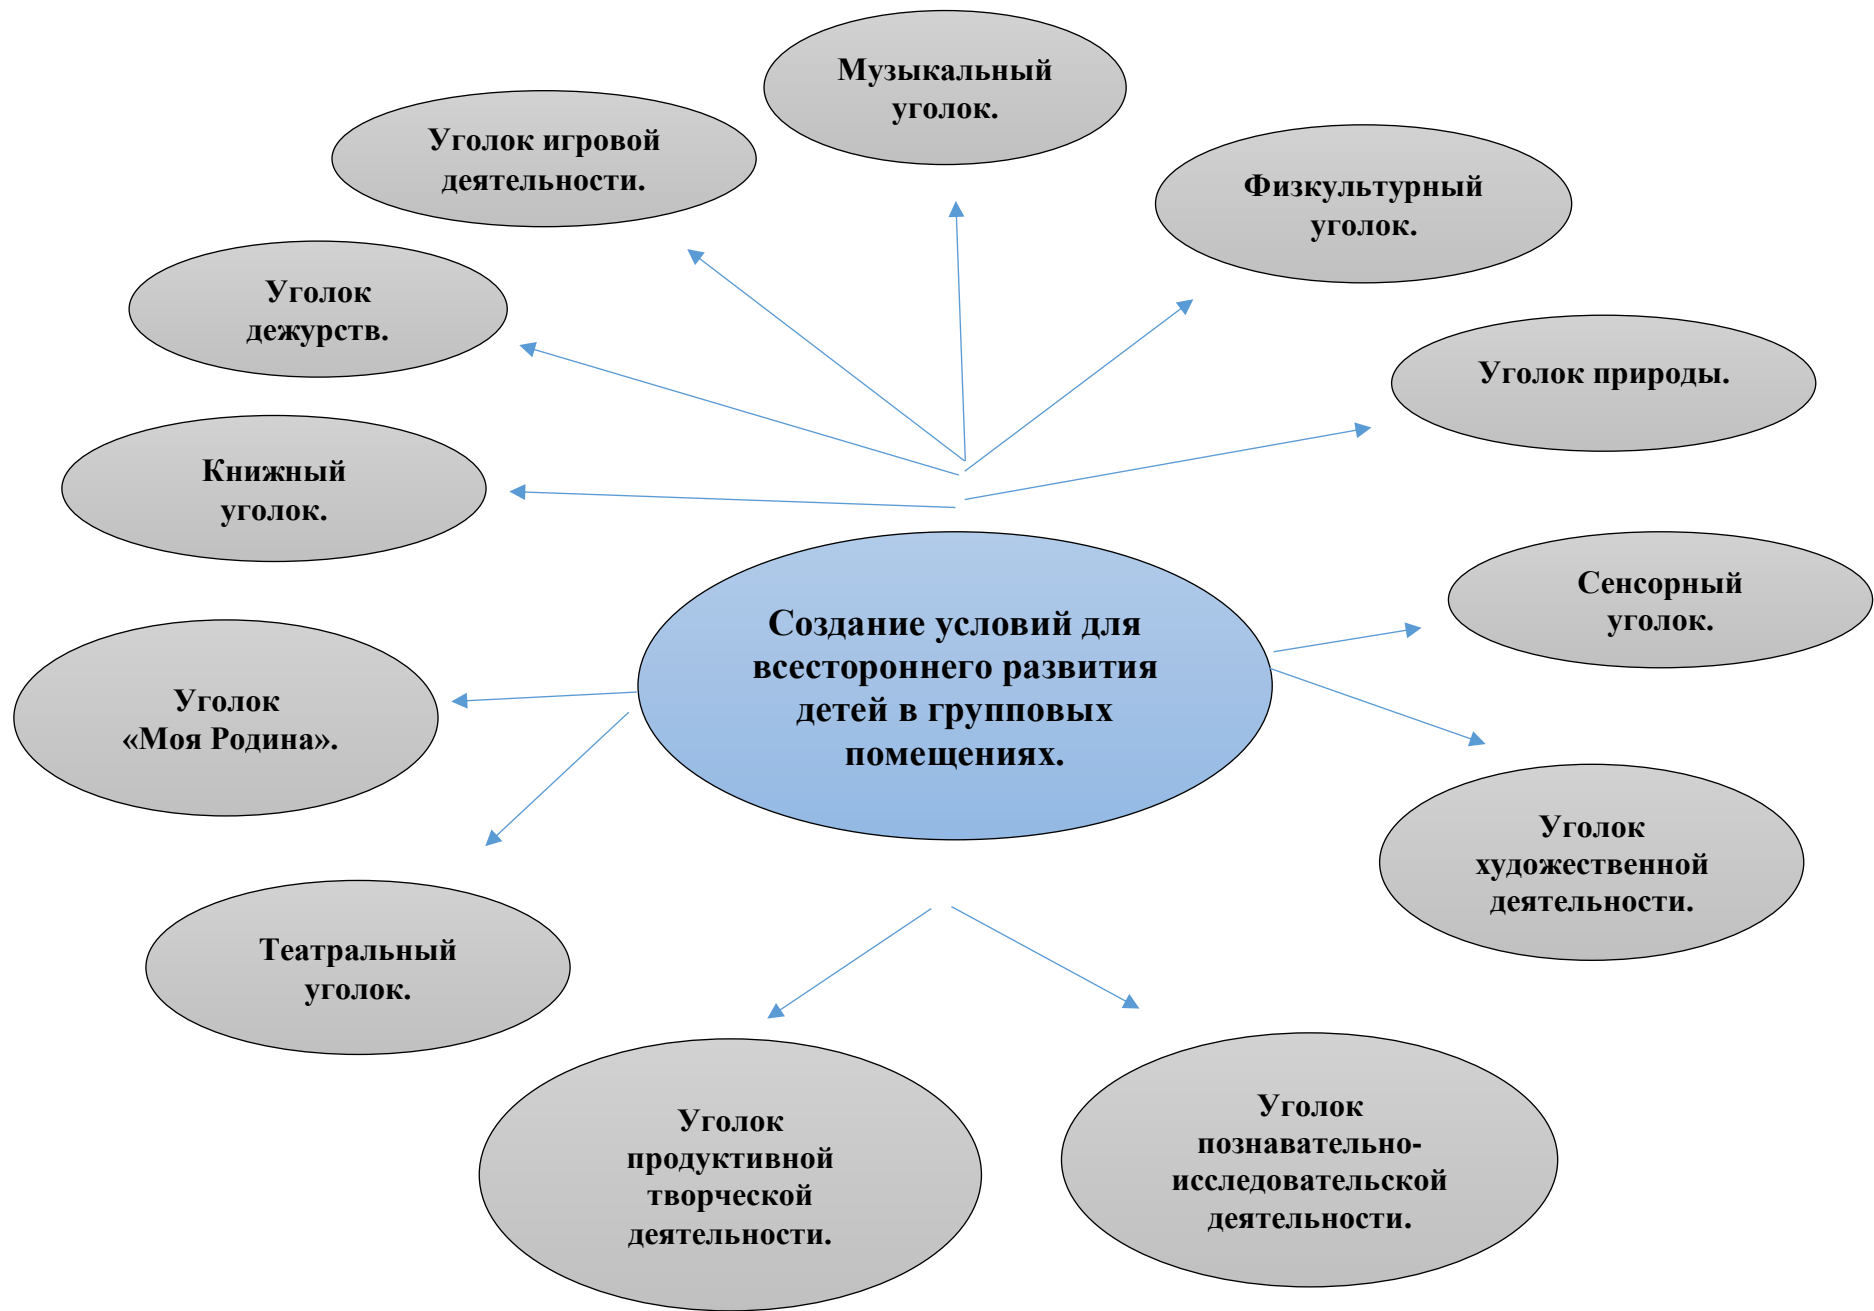 Музыкальный
уголок.
Уголок игровой
деятельности.
Физкультурный
уголок.
Уголок
дежурств.
Уголок природы.
Книжный
уголок.
Сенсорный
уголок.
Создание условий для
всестороннего развития
детей в групповых
помещениях.
Уголок
«Моя Родина».
Уголок
художественной
деятельности.
Театральный
уголок.
Уголок
продуктивной
творческой
деятельности.
Уголок
познавательно-
исследовательской
деятельности.